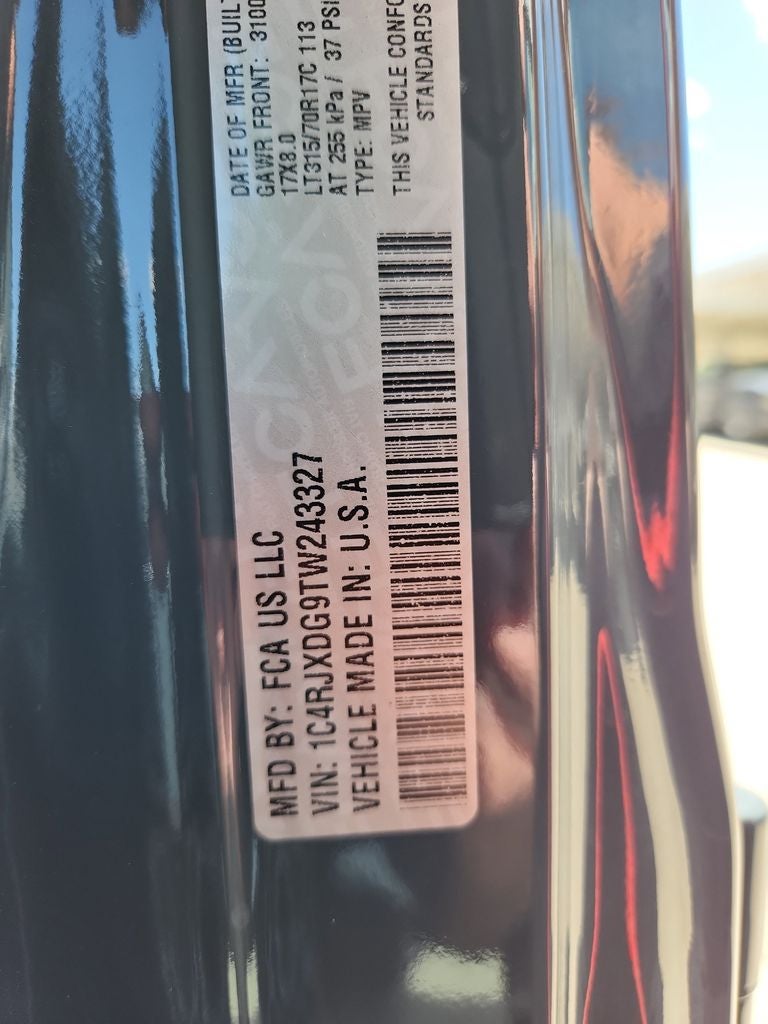 MFD BY: FCA US LLC
VIN: 1C4RJXDG9TW243327
VEHICLE MADE IN: U.S.A.
DATE OF MFR (BUILT
GAWR FRONT: 3100
17X8.0
LT315/70R17C 113
AT 255 kPa / 37 PSI
TYPE: MPV
THIS VEHICLE CONFO
STANDARDS